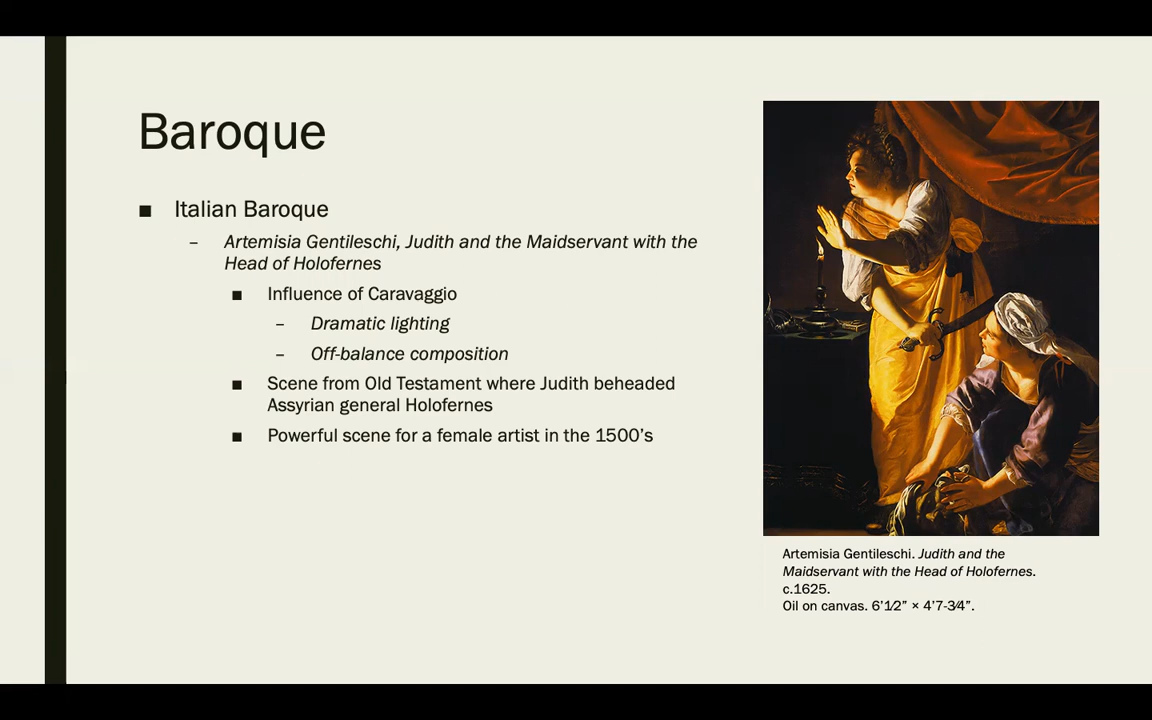 Baroque
■ Italian Baroque
– Artemisia Gentileschi, Judith and the Maidservant with the
Head of Holofernes
■ Influence of Caravaggio
– Dramatic lighting
– Off-balance composition
■ Scene from Old Testament where Judith beheaded
Assyrian general Holofernes
■ Powerful scene for a female artist in the 1500’s
Artemisia Gentileschi. Judith and the
Maidservant with the Head of Holofernes.
c.1625.
Oil on canvas. 6’1⁄2” × 4’7-3⁄4”.